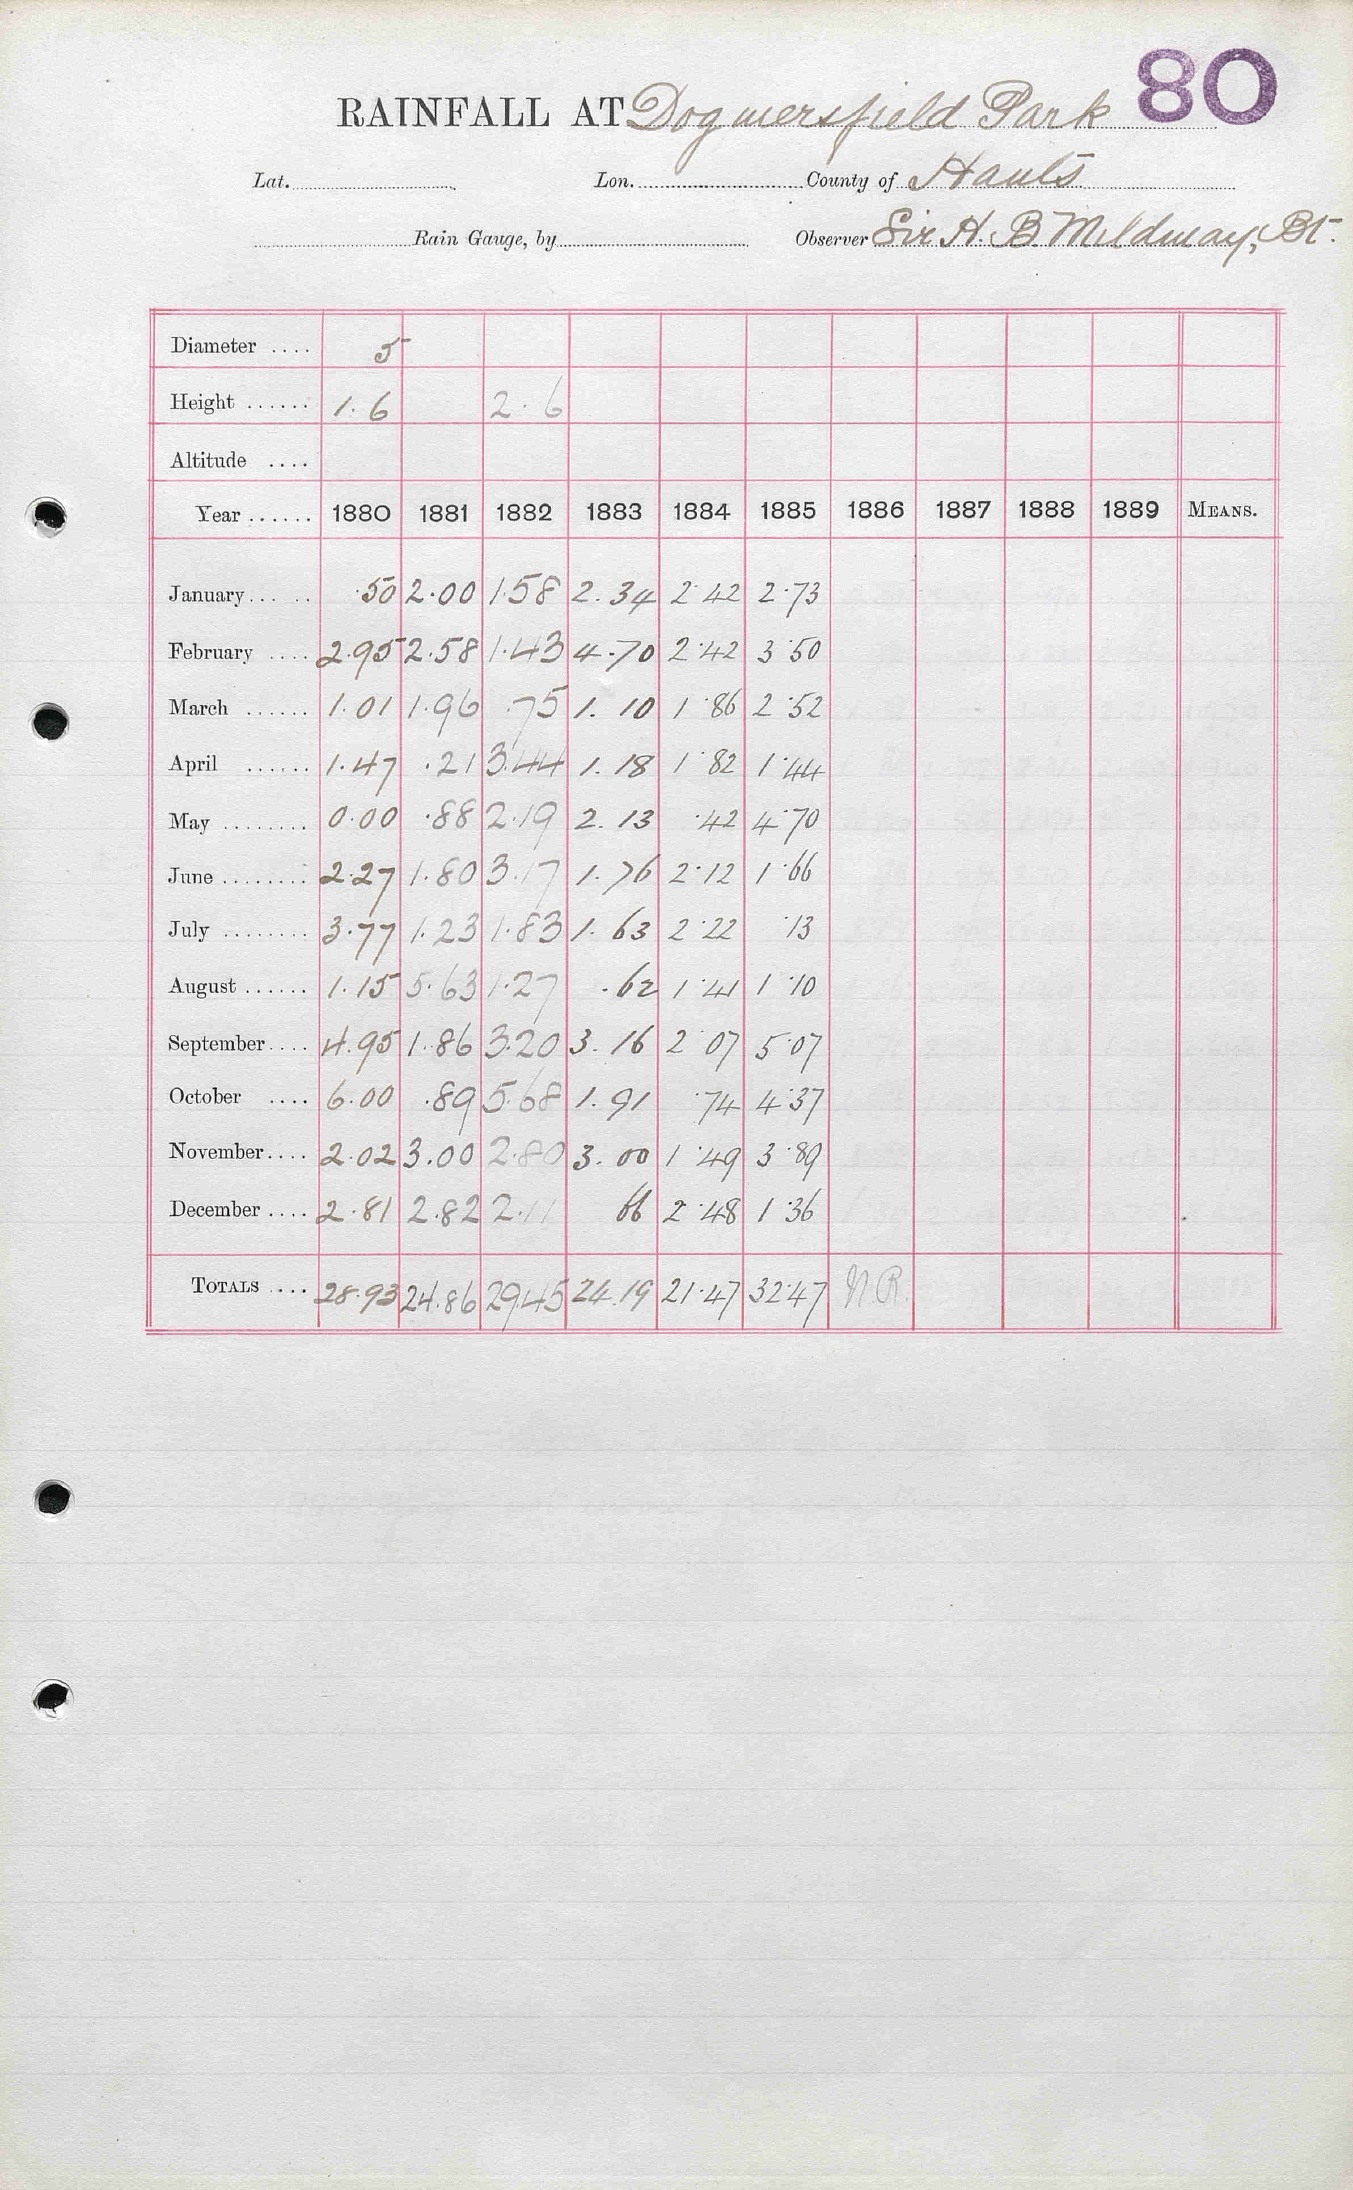 80
RAINFALL AT Dogmersfield Park
Lat. Lon. County of Hants
Rain Gauge, by Observer Sir H. B. Mildmay, Bt.
Diameter .... 5
Height ...... 1.6 2.6
Altitude ....
Year ...... 1880 1881 1882 1883 1884 1885 1886 1887 1888 1889 MEANS.
January ... .. .50 2.00 1.58 2.34 2.42 2.73
February .... 2.95 2.58 1.43 4.70 2.42 3.50
March ...... 1.01 1.96 .75 1.10 1.86 2.52
April ...... 1.47 .21 3.44 1.18 1.82 1.44
May ........ 0.00 .88 2.19 2.13 .42 4.70
June ........ 2.27 1.80 3.17 1.76 2.12 1.66
July ........ 3.77 1.23 1.83 1.63 2.22 .13
August ...... 1.15 5.63 1.27 .62 1.41 1.10
September .... 4.95 1.86 3.20 3.16 2.07 5.07
October .... 6.00 .89 5.68 1.91 .74 4.37
November .... 2.02 3.00 2.80 3.00 1.49 3.89
December .... 2.81 2.82 2.11 66 2.48 1.36
TOTALS .... 28.93 24.86 29.45 24.19 21.47 32.47 N.R.